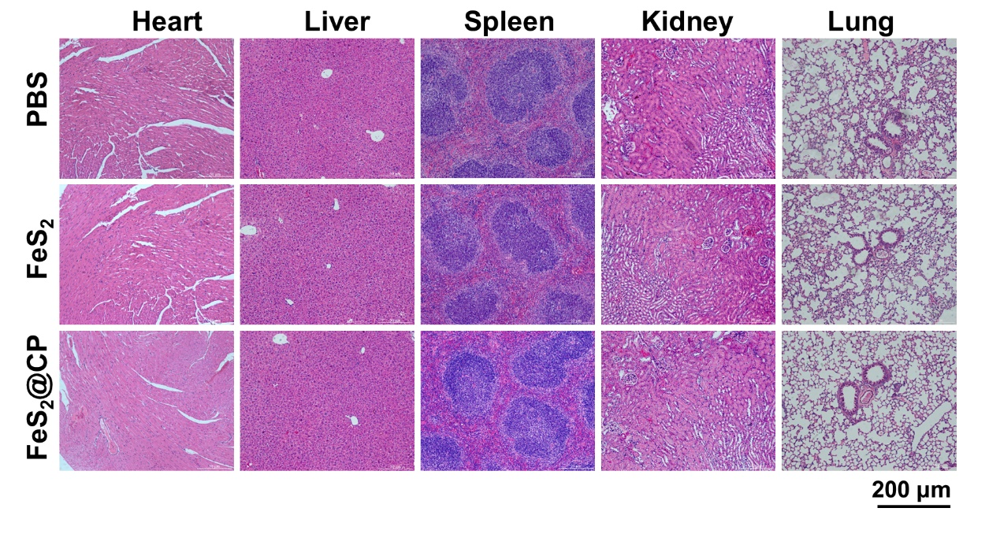 Heart Liver Spleen Kidney Lung
PBS
FeS₂
FeS₂@CP
200 µm